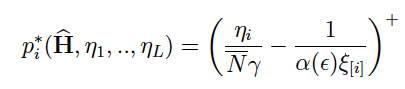 $p_i^*(\widehat{\mathbf{H}}, \eta_1, .., \eta_L) = \left( \frac{\eta_i}{\overline{N}\gamma} - \frac{1}{\alpha(\epsilon)\xi_{[i]}} \right)^+$